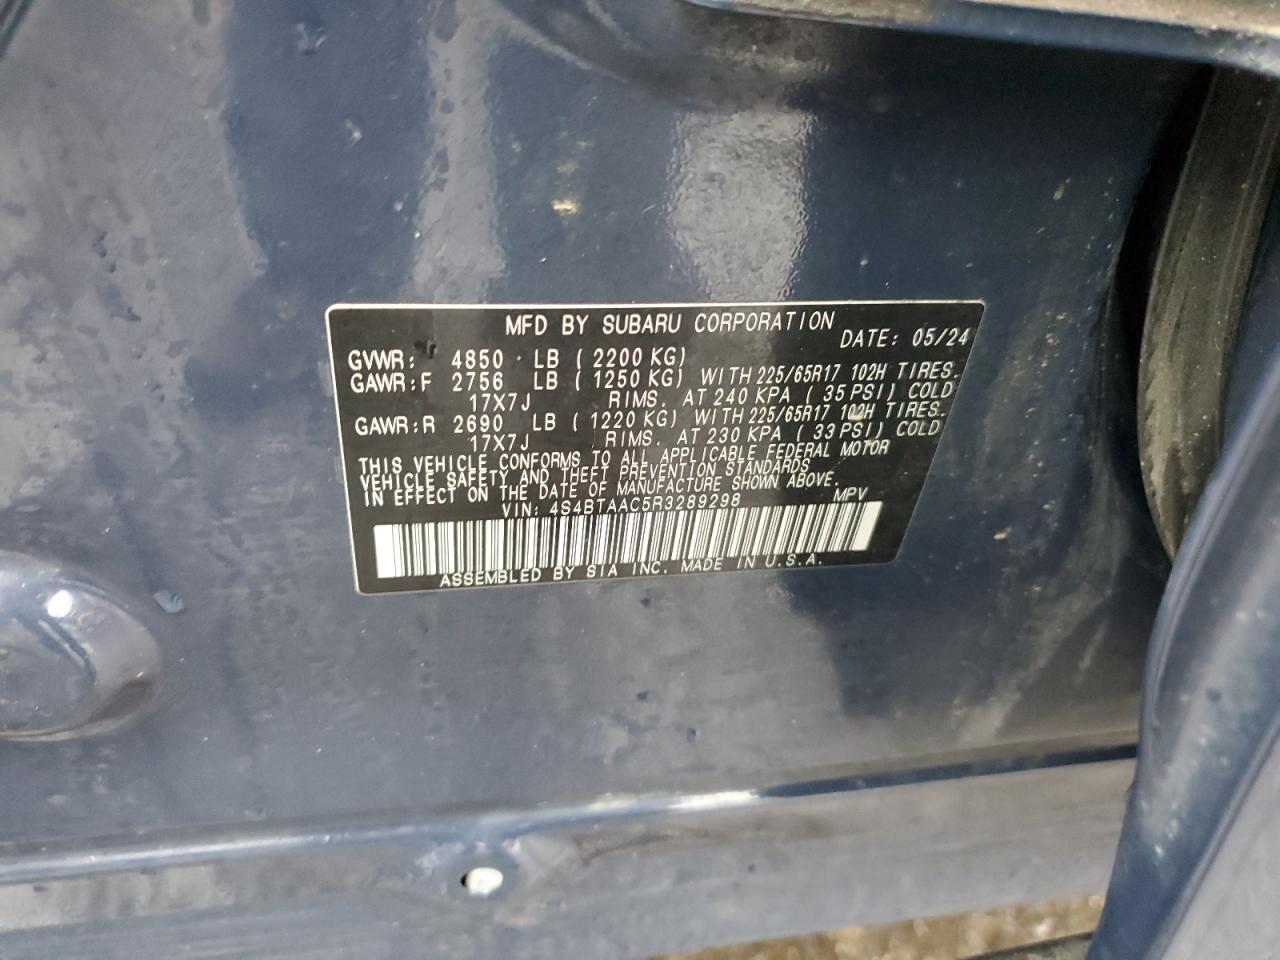 MFD BY SUBARU CORPORATION DATE: 05/24
GVWR: 4850 LB ( 2200 KG)
GAWR:F 2756 LB ( 1250 KG) WITH 225/65R17 102H TIRES.
17X7J RIMS. AT 240 KPA ( 35 PSI) COLD
GAWR:R 2690 LB ( 1220 KG) WITH 225/65R17 102H TIRES.
17X7J RIMS. AT 230 KPA ( 33 PSI) COLD
THIS VEHICLE CONFORMS TO ALL APPLICABLE FEDERAL MOTOR
VEHICLE SAFETY AND THEFT PREVENTION STANDARDS
IN EFFECT ON THE DATE OF MANUFACTURE SHOWN ABOVE.
VIN: 4S4BTAAC5R3289298 MPV
ASSEMBLED BY SIA INC. MADE IN U.S.A.